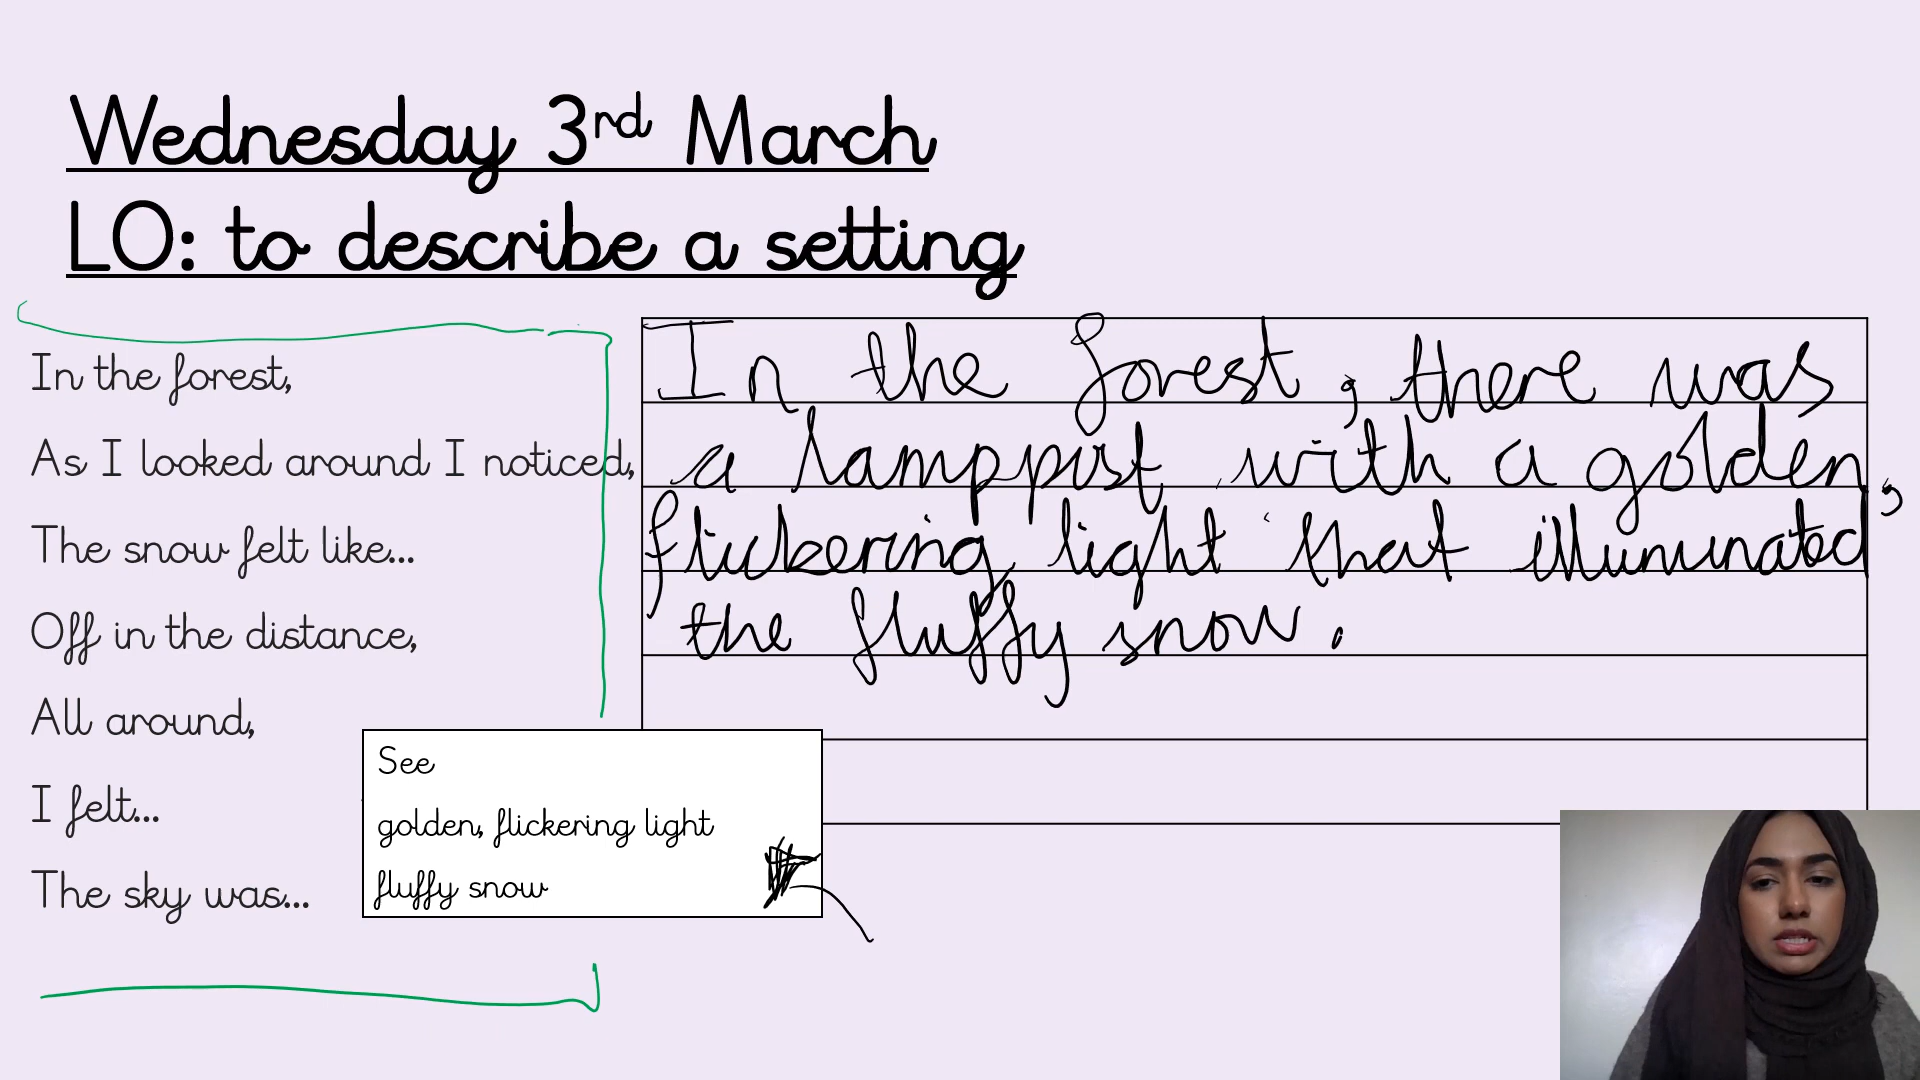 Wednesday 3rd March
LO: to describe a setting
In the forest,
As I looked around I noticed,
The snow felt like...
Off in the distance,
All around,
I felt...
The sky was...
In the forest, there was
a lamppost with a golden,
flickering light that illuminated
the fluffy snow.
See
golden, flickering light
fluffy snow